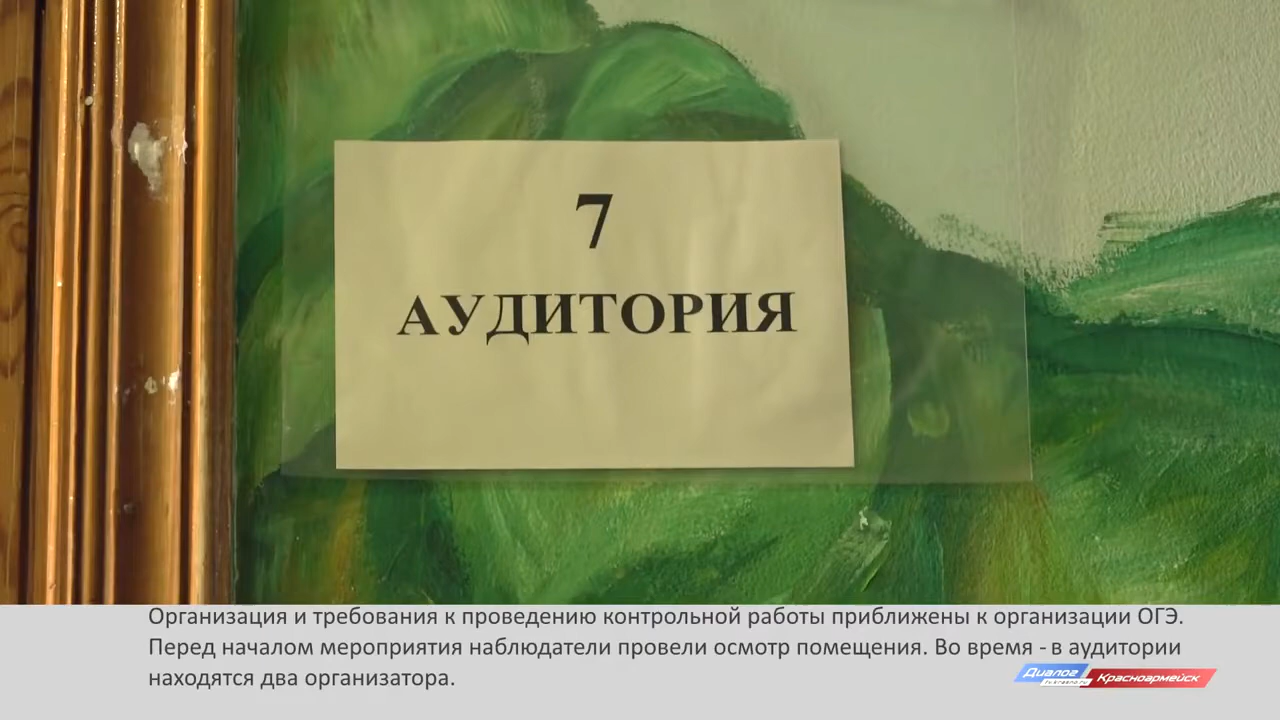 7
АУДИТОРИЯ
Организация и требования к проведению контрольной работы приближены к организации ОГЭ.
Перед началом мероприятия наблюдатели провели осмотр помещения. Во время - в аудитории
находятся два организатора.
Диалог
Красноармейск